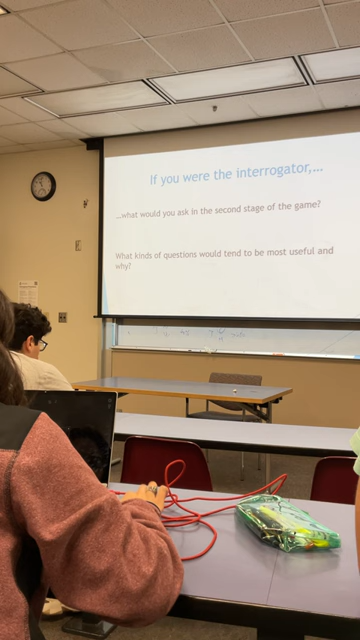 If you were the interrogator,...
...what would you ask in the second stage of the game?
What kinds of questions would tend to be most useful and
why?